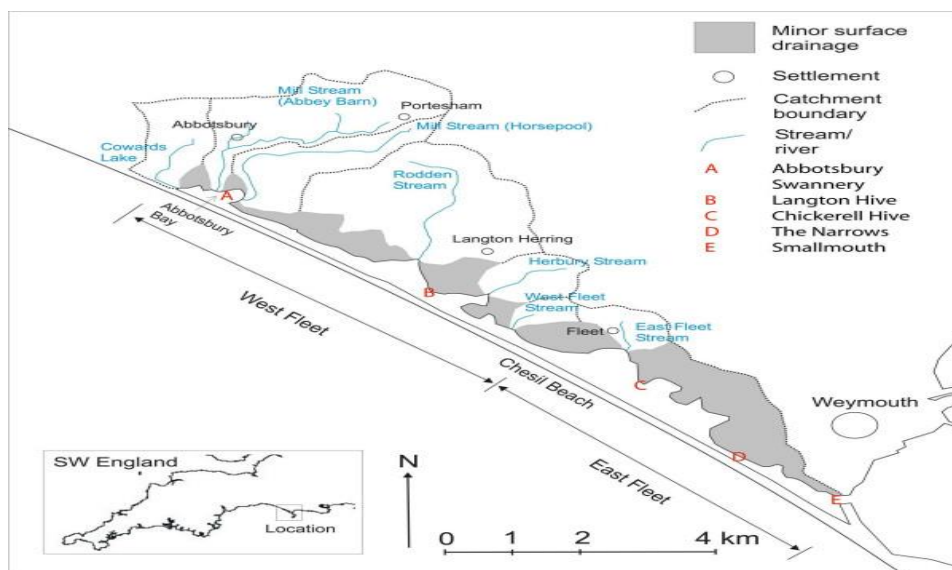 Minor surface
drainage
Settlement
Catchment
boundary
Stream/
river
A Abbotsbury
Swannery
B Langton Hive
C Chickerell Hive
D The Narrows
E Smallmouth
Mill Stream
(Abbey Barn)
Portesham
Abbotsbury
Mill Stream (Horsepool)
Cowards
Lake
Rodden
Stream
A
Abbotsbury
Bay
Langton Herring
Herbury Stream
B
West Fleet
Stream
Fleet
East Fleet
Stream
West Fleet
Chesil Beach
C
Weymouth
D
East Fleet
E
SW England
Location
N
0 1 2 4 km